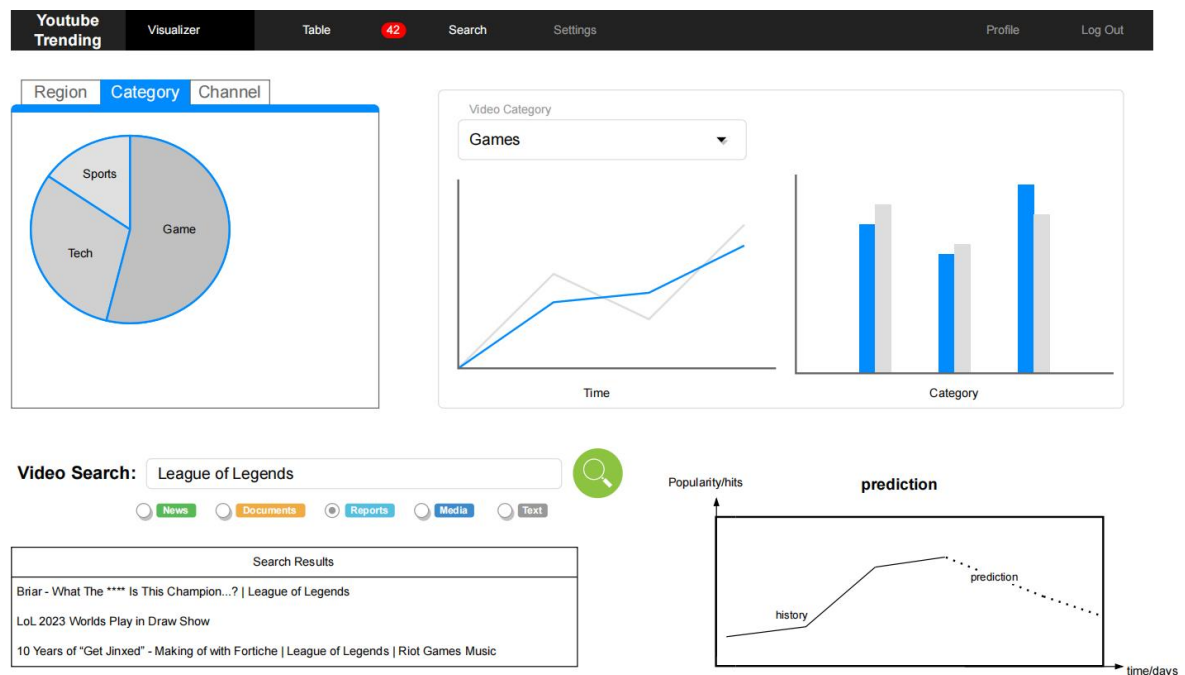 Youtube
Trending
Visualizer
Table
42
Search
Settings
Profile
Log Out
Region
Category
Channel
Sports
Game
Tech
Video Category
Games
Time
Category
Video Search:
League of Legends
News
Documents
Reports
Media
Text
Search Results
Briar - What The **** Is This Champion...? | League of Legends
LoL 2023 Worlds Play in Draw Show
10 Years of “Get Jinxed” - Making of with Fortiche | League of Legends | Riot Games Music
Popularity/hits
prediction
prediction
history
time/days